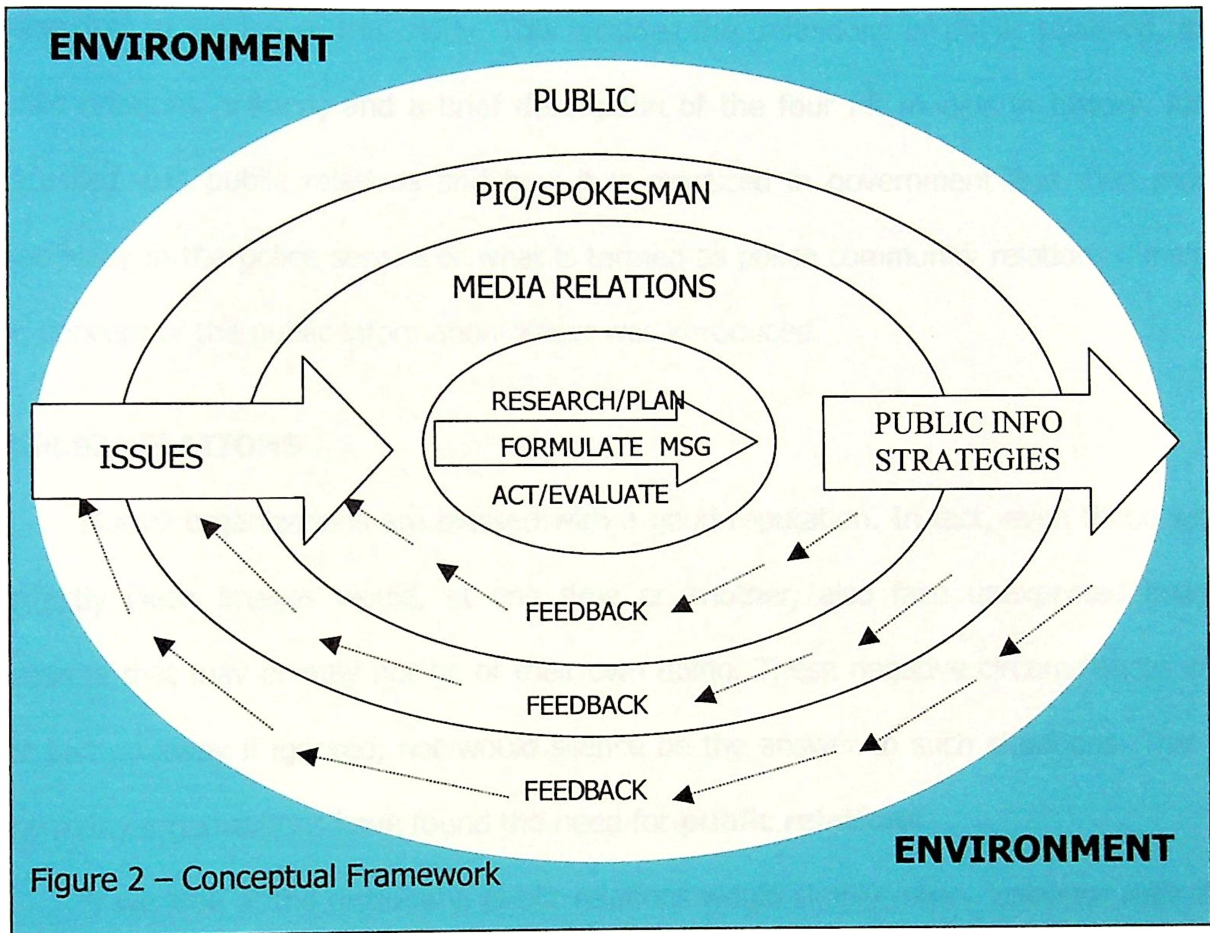 ENVIRONMENT
PUBLIC
PIO/SPOKESMAN
MEDIA RELATIONS
RESEARCH/PLAN
FORMULATE MSG
ACT/EVALUATE
ISSUES
PUBLIC INFO
STRATEGIES
FEEDBACK
FEEDBACK
FEEDBACK
ENVIRONMENT
Figure 2 – Conceptual Framework